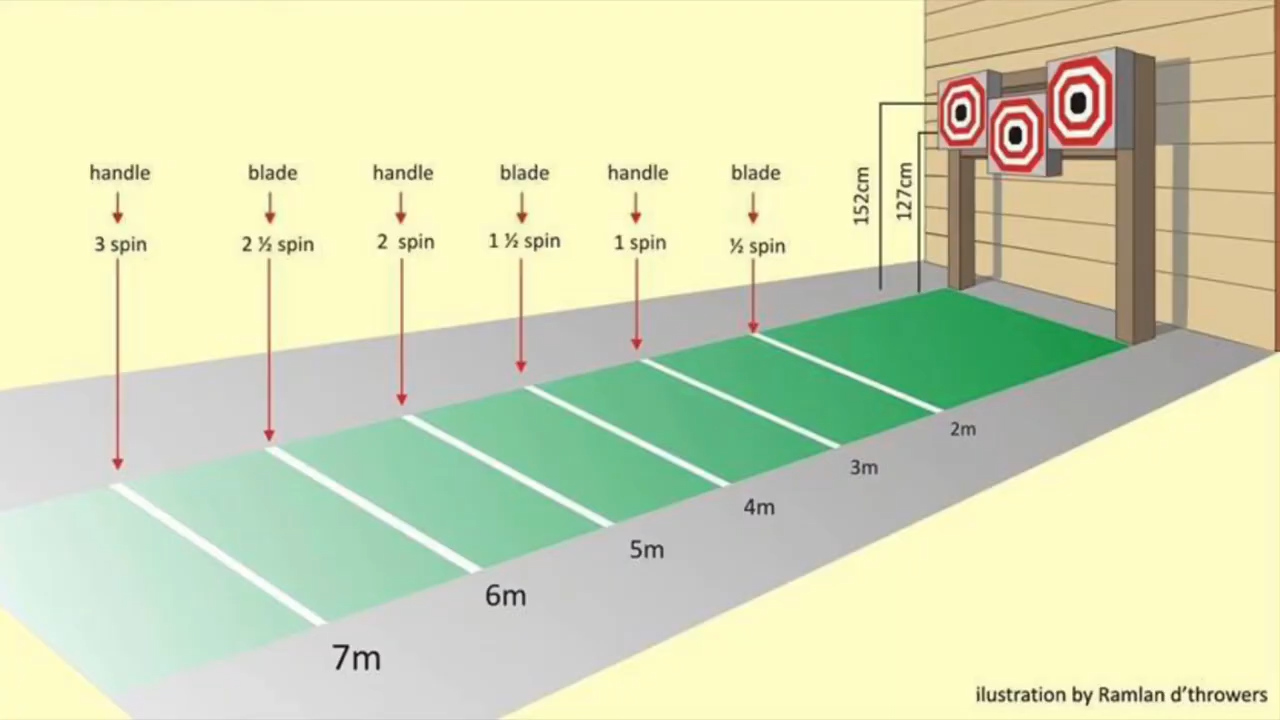 handle
blade
handle
blade
handle
blade
3 spin
2 ½ spin
2 spin
1 ½ spin
1 spin
½ spin
152cm
127cm
2m
3m
4m
5m
6m
7m
ilustration by Ramlan d'throwers